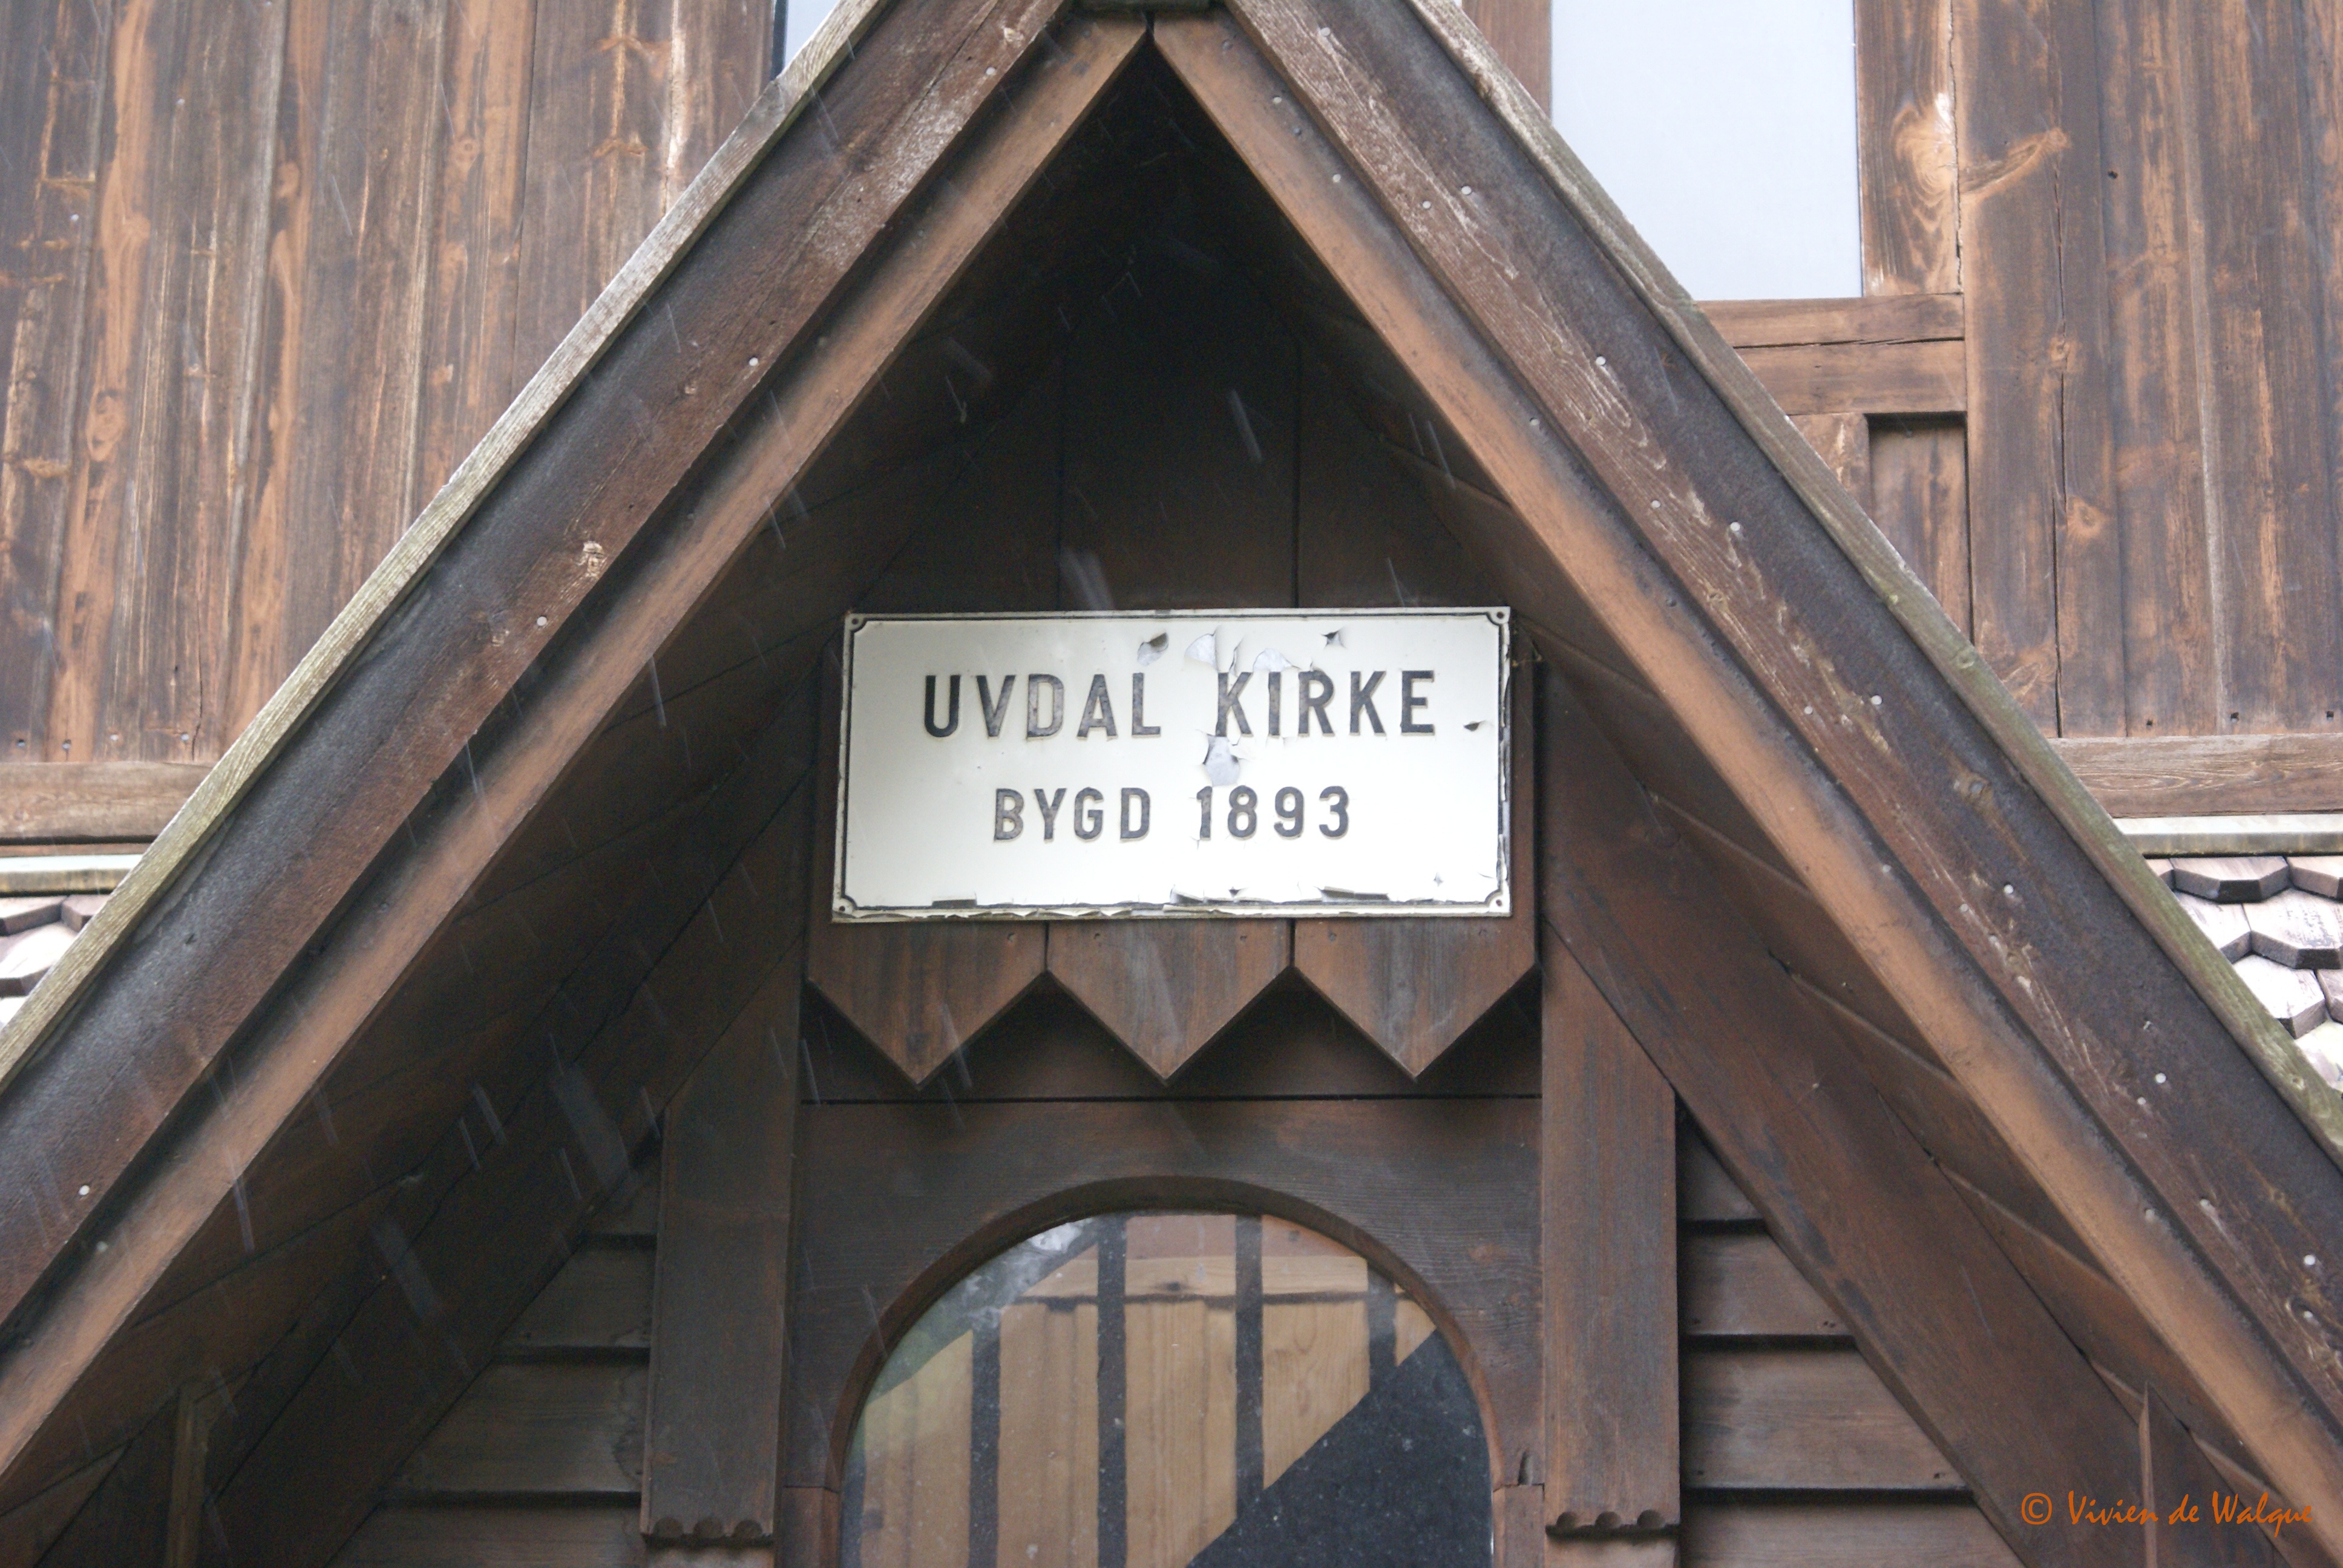 UVDAL KIRKE
BYGD 1893
© Vivien de Walque